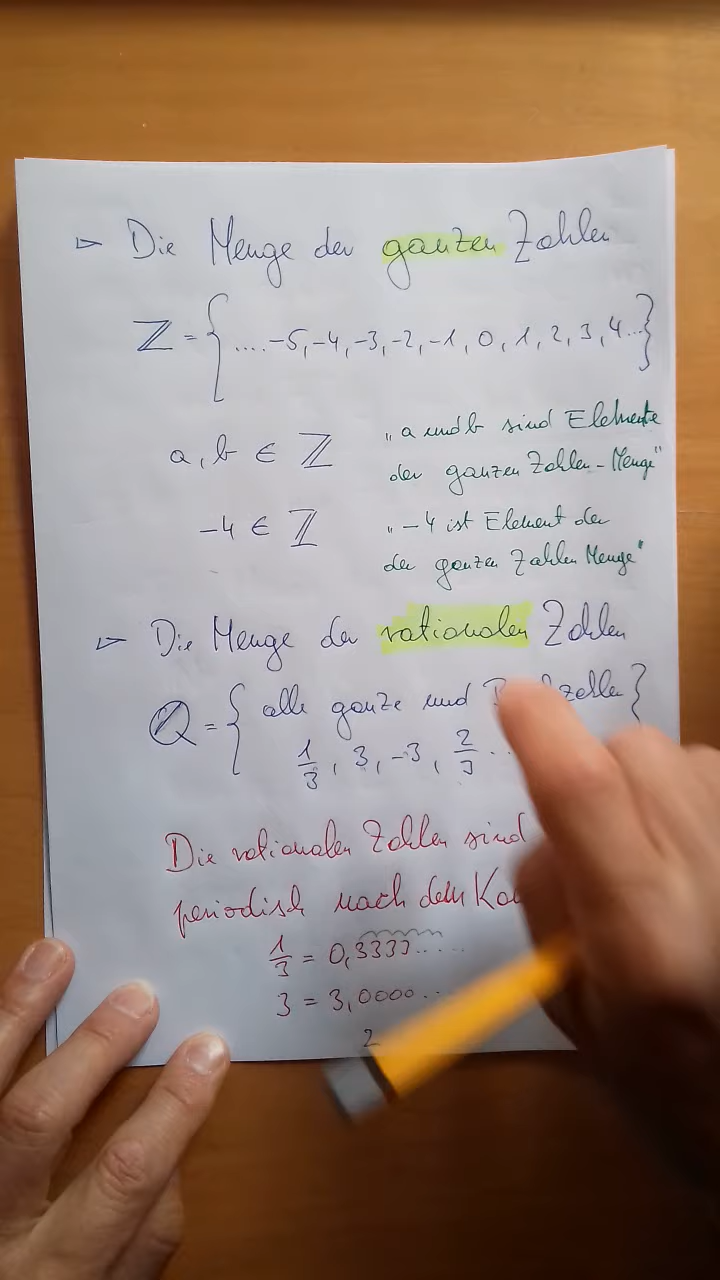 ▻ Die Menge der ganzen Zahlen
ℤ = { .... -5, -4, -3, -2, -1, 0, 1, 2, 3, 4... }
a, b ∈ ℤ
„a und b sind Elemente
der ganzen Zahlen-Menge"
-4 ∈ ℤ
„-4 ist Element der
der ganzen Zahlen Menge"
▻ Die Menge der rationalen Zahlen
ℚ = { alle ganze und }
1/3, 3, -3, 2/3 ..
Die rationalen Zahlen sind
periodisch nach dem
1/3 = 0,3333.....
3 = 3,0000..
2